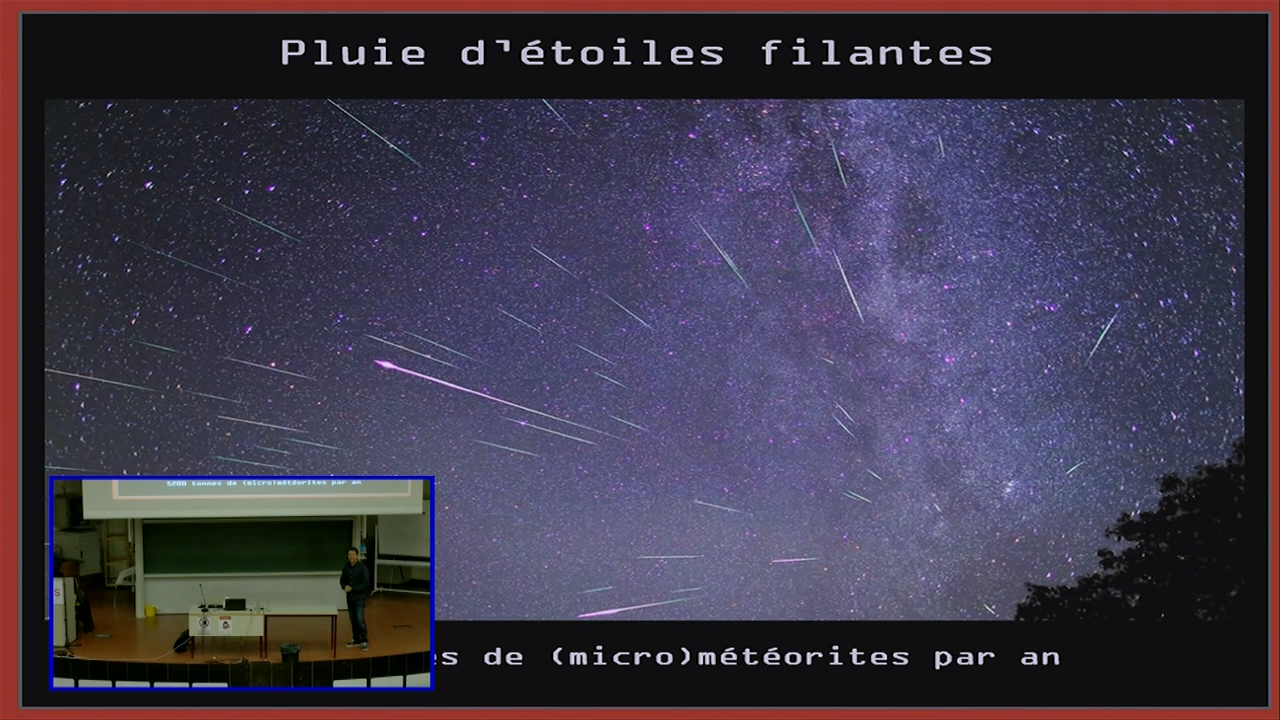 Pluie d'étoiles filantes
5200 tonnes de (micro)météorites par an
es de (micro)météorites par an